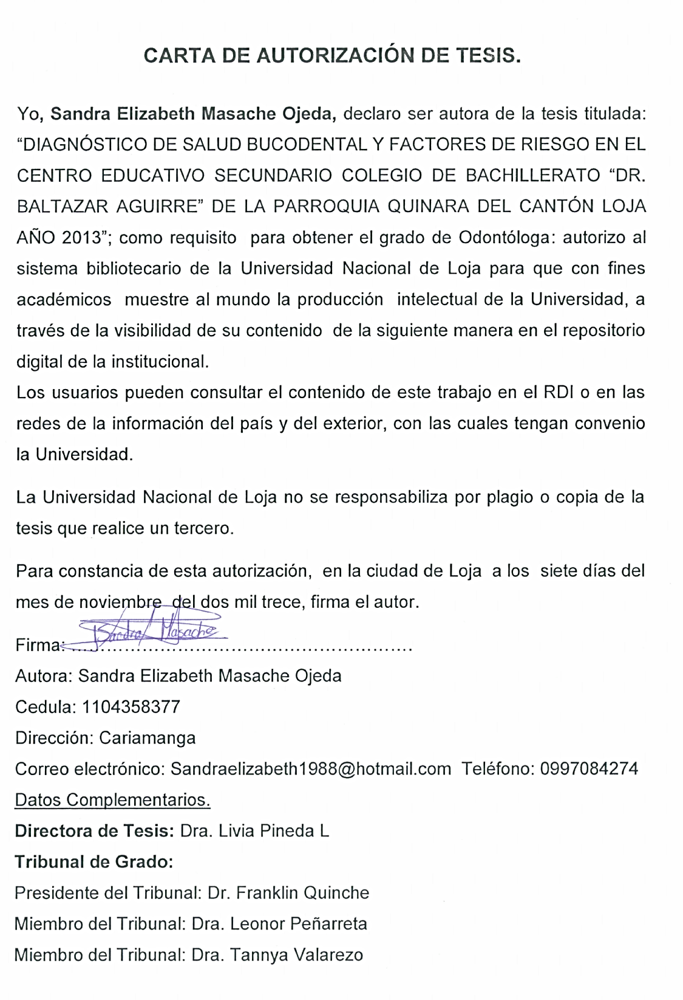 CARTA DE AUTORIZACIÓN DE TESIS.
Yo, Sandra Elizabeth Masache Ojeda, declaro ser autora de la tesis titulada:
“DIAGNÓSTICO DE SALUD BUCODENTAL Y FACTORES DE RIESGO EN EL
CENTRO EDUCATIVO SECUNDARIO COLEGIO DE BACHILLERATO “DR.
BALTAZAR AGUIRRE” DE LA PARROQUIA QUINARA DEL CANTÓN LOJA
AÑO 2013”; como requisito para obtener el grado de Odontóloga: autorizo al
sistema bibliotecario de la Universidad Nacional de Loja para que con fines
académicos muestre al mundo la producción intelectual de la Universidad, a
través de la visibilidad de su contenido de la siguiente manera en el repositorio
digital de la institucional.
Los usuarios pueden consultar el contenido de este trabajo en el RDI o en las
redes de la información del país y del exterior, con las cuales tengan convenio
la Universidad.
La Universidad Nacional de Loja no se responsabiliza por plagio o copia de la
tesis que realice un tercero.
Para constancia de esta autorización, en la ciudad de Loja a los siete días del
mes de noviembre del dos mil trece, firma el autor.
Sandra Masache
Firma:..........................................................
Autora: Sandra Elizabeth Masache Ojeda
Cedula: 1104358377
Dirección: Cariamanga
Correo electrónico: Sandraelizabeth1988@hotmail.com Teléfono: 0997084274
Datos Complementarios.
Directora de Tesis: Dra. Livia Pineda L
Tribunal de Grado:
Presidente del Tribunal: Dr. Franklin Quinche
Miembro del Tribunal: Dra. Leonor Peñarreta
Miembro del Tribunal: Dra. Tannya Valarezo